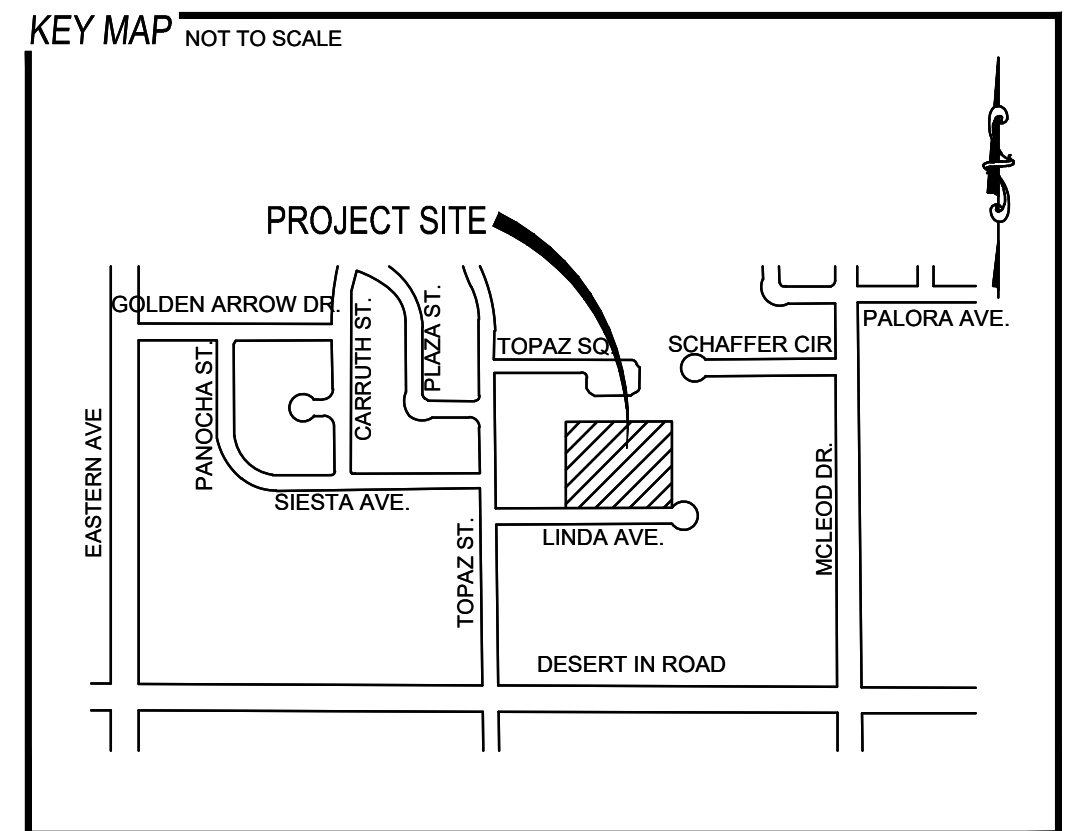 KEY MAP NOT TO SCALE
PROJECT SITE
GOLDEN ARROW DR.
PALORA AVE.
TOPAZ SQ.
SCHAFFER CIR
PANOCHA ST.
CARRUTH ST.
PLAZA ST.
EASTERN AVE
SIESTA AVE.
TOPAZ ST.
LINDA AVE.
MCLEOD DR.
DESERT IN ROAD